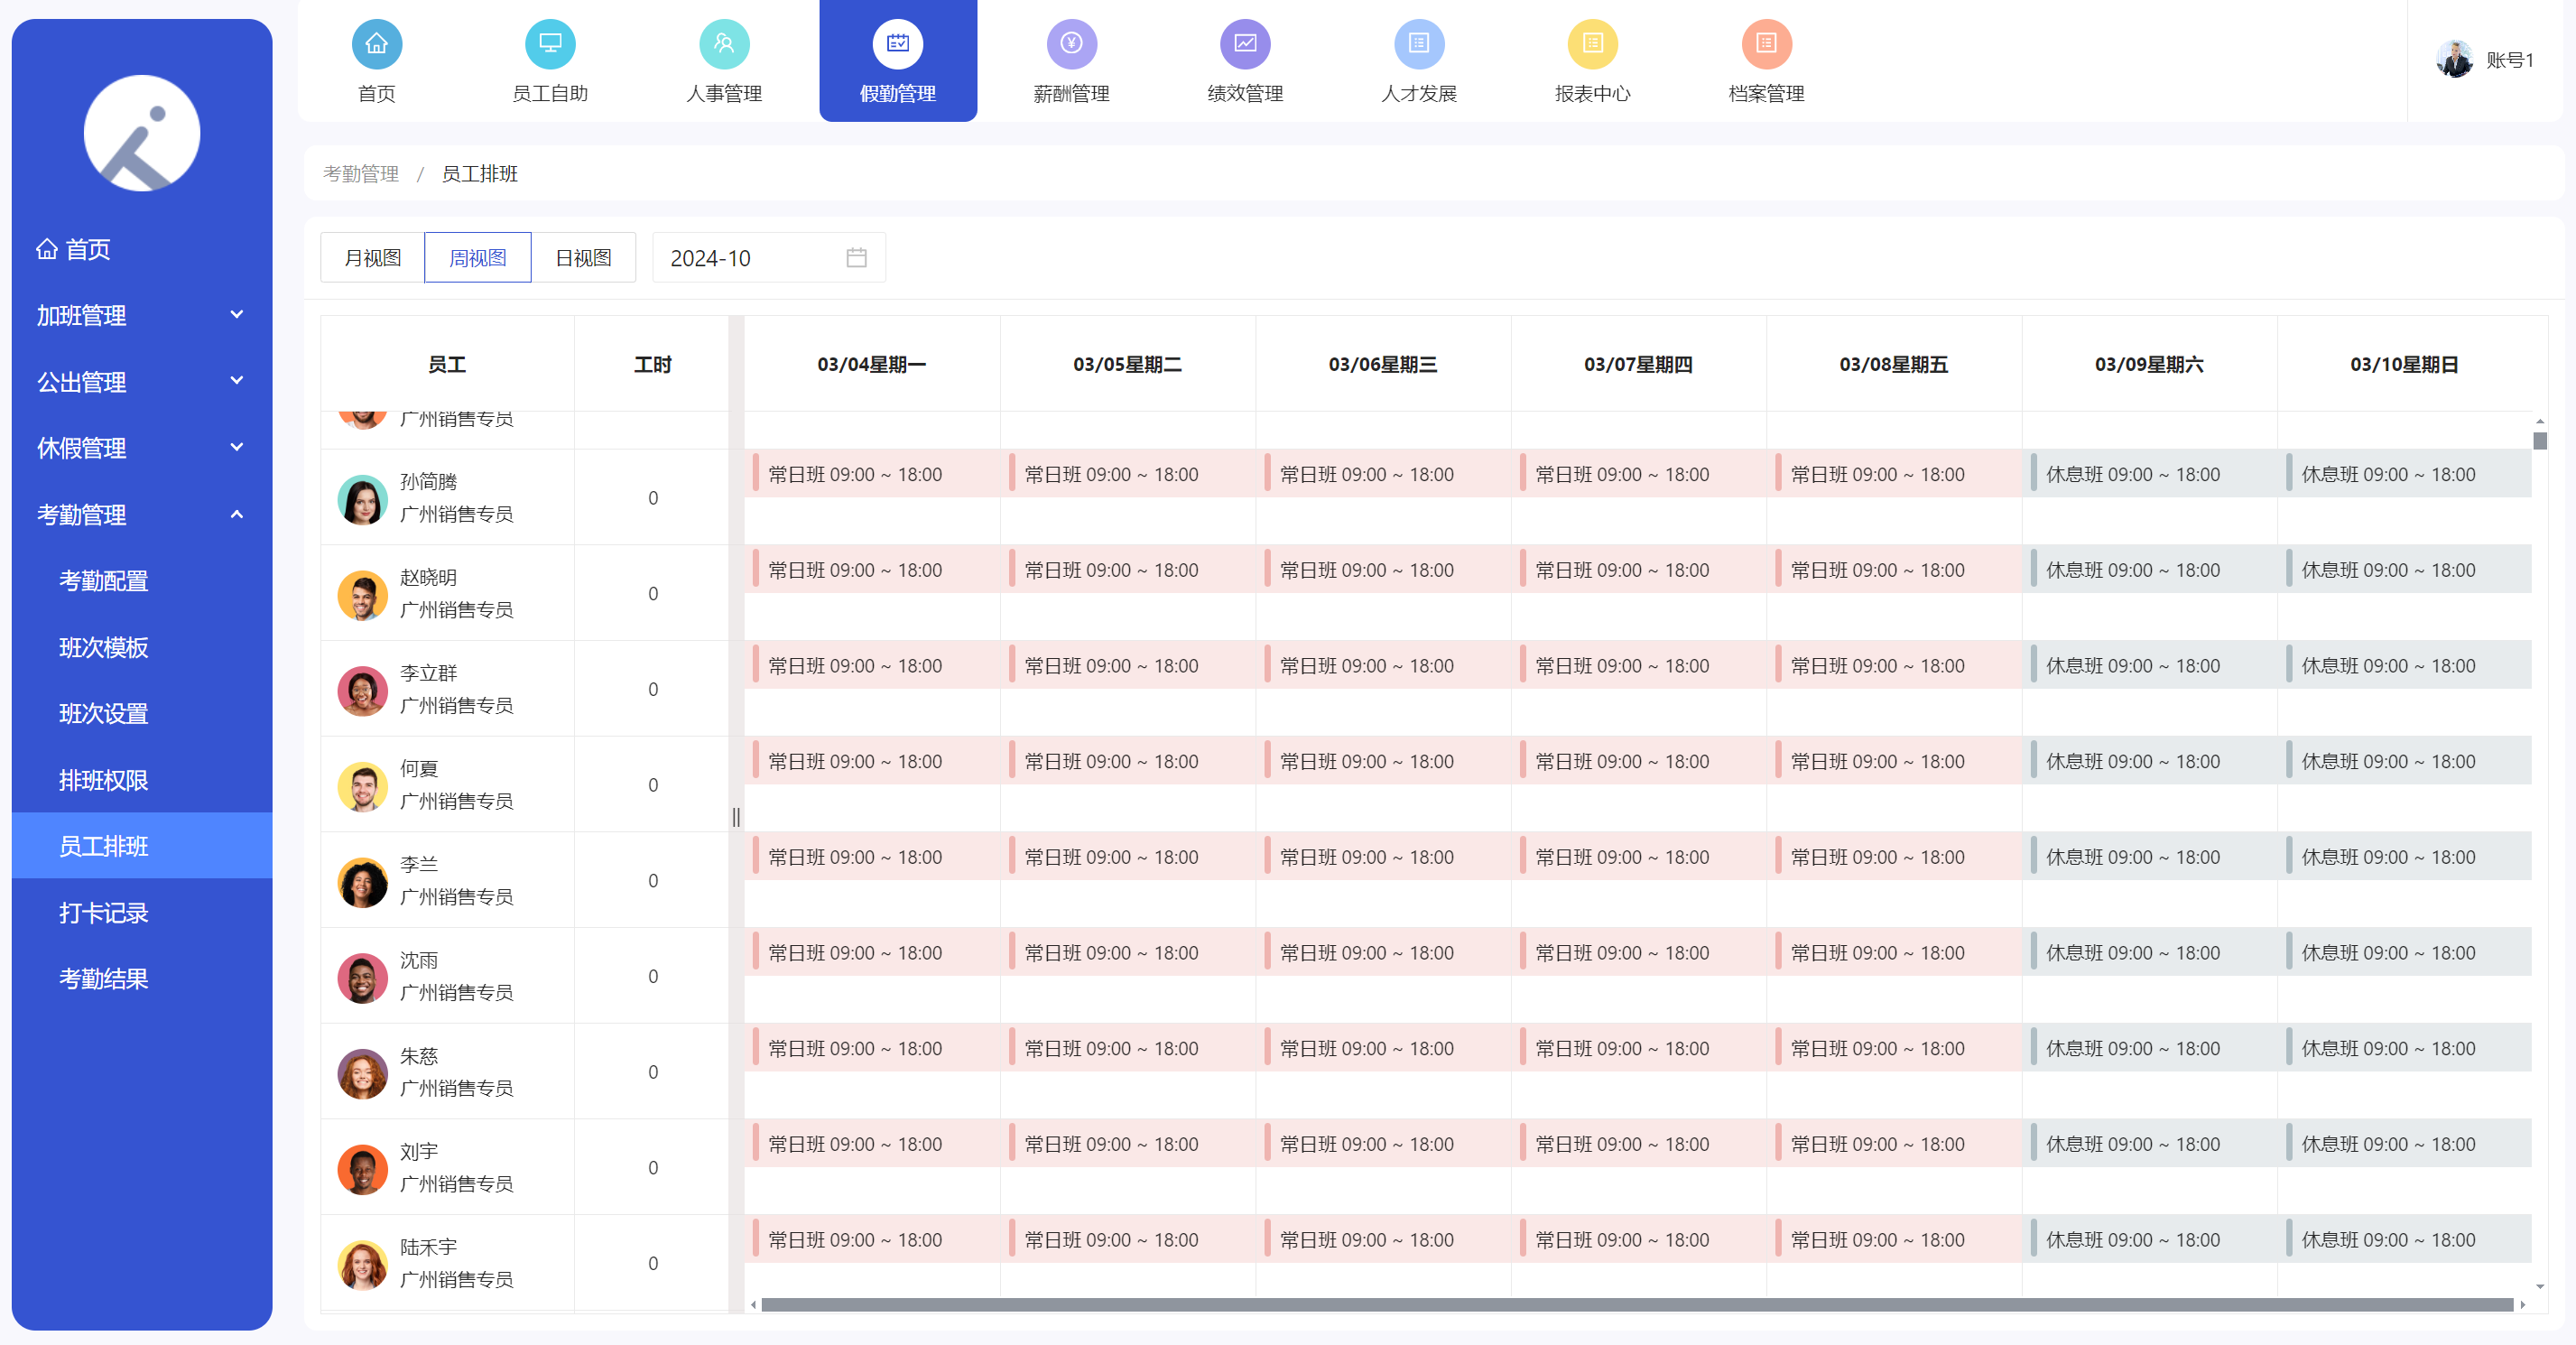 首页 员工自助 人事管理 假勤管理 薪酬管理 绩效管理 人才发展 报表中心 档案管理 账号1
首页
加班管理
公出管理
休假管理
考勤管理
考勤配置
班次模板
班次设置
排班权限
员工排班
打卡记录
考勤结果
考勤管理 / 员工排班
月视图 周视图 日视图 2024-10
员工 工时 03/04星期一 03/05星期二 03/06星期三 03/07星期四 03/08星期五 03/09星期六 03/10星期日
广州销售专员
孙简腾
广州销售专员
0 常日班 09:00 ~ 18:00 常日班 09:00 ~ 18:00 常日班 09:00 ~ 18:00 常日班 09:00 ~ 18:00 常日班 09:00 ~ 18:00 休息班 09:00 ~ 18:00 休息班 09:00 ~ 18:00
赵晓明
广州销售专员
0 常日班 09:00 ~ 18:00 常日班 09:00 ~ 18:00 常日班 09:00 ~ 18:00 常日班 09:00 ~ 18:00 常日班 09:00 ~ 18:00 休息班 09:00 ~ 18:00 休息班 09:00 ~ 18:00
李立群
广州销售专员
0 常日班 09:00 ~ 18:00 常日班 09:00 ~ 18:00 常日班 09:00 ~ 18:00 常日班 09:00 ~ 18:00 常日班 09:00 ~ 18:00 休息班 09:00 ~ 18:00 休息班 09:00 ~ 18:00
何夏
广州销售专员
0 常日班 09:00 ~ 18:00 常日班 09:00 ~ 18:00 常日班 09:00 ~ 18:00 常日班 09:00 ~ 18:00 常日班 09:00 ~ 18:00 休息班 09:00 ~ 18:00 休息班 09:00 ~ 18:00
李兰
广州销售专员
0 常日班 09:00 ~ 18:00 常日班 09:00 ~ 18:00 常日班 09:00 ~ 18:00 常日班 09:00 ~ 18:00 常日班 09:00 ~ 18:00 休息班 09:00 ~ 18:00 休息班 09:00 ~ 18:00
沈雨
广州销售专员
0 常日班 09:00 ~ 18:00 常日班 09:00 ~ 18:00 常日班 09:00 ~ 18:00 常日班 09:00 ~ 18:00 常日班 09:00 ~ 18:00 休息班 09:00 ~ 18:00 休息班 09:00 ~ 18:00
朱慈
广州销售专员
0 常日班 09:00 ~ 18:00 常日班 09:00 ~ 18:00 常日班 09:00 ~ 18:00 常日班 09:00 ~ 18:00 常日班 09:00 ~ 18:00 休息班 09:00 ~ 18:00 休息班 09:00 ~ 18:00
刘宇
广州销售专员
0 常日班 09:00 ~ 18:00 常日班 09:00 ~ 18:00 常日班 09:00 ~ 18:00 常日班 09:00 ~ 18:00 常日班 09:00 ~ 18:00 休息班 09:00 ~ 18:00 休息班 09:00 ~ 18:00
陆禾宇
广州销售专员
0 常日班 09:00 ~ 18:00 常日班 09:00 ~ 18:00 常日班 09:00 ~ 18:00 常日班 09:00 ~ 18:00 常日班 09:00 ~ 18:00 休息班 09:00 ~ 18:00 休息班 09:00 ~ 18:00